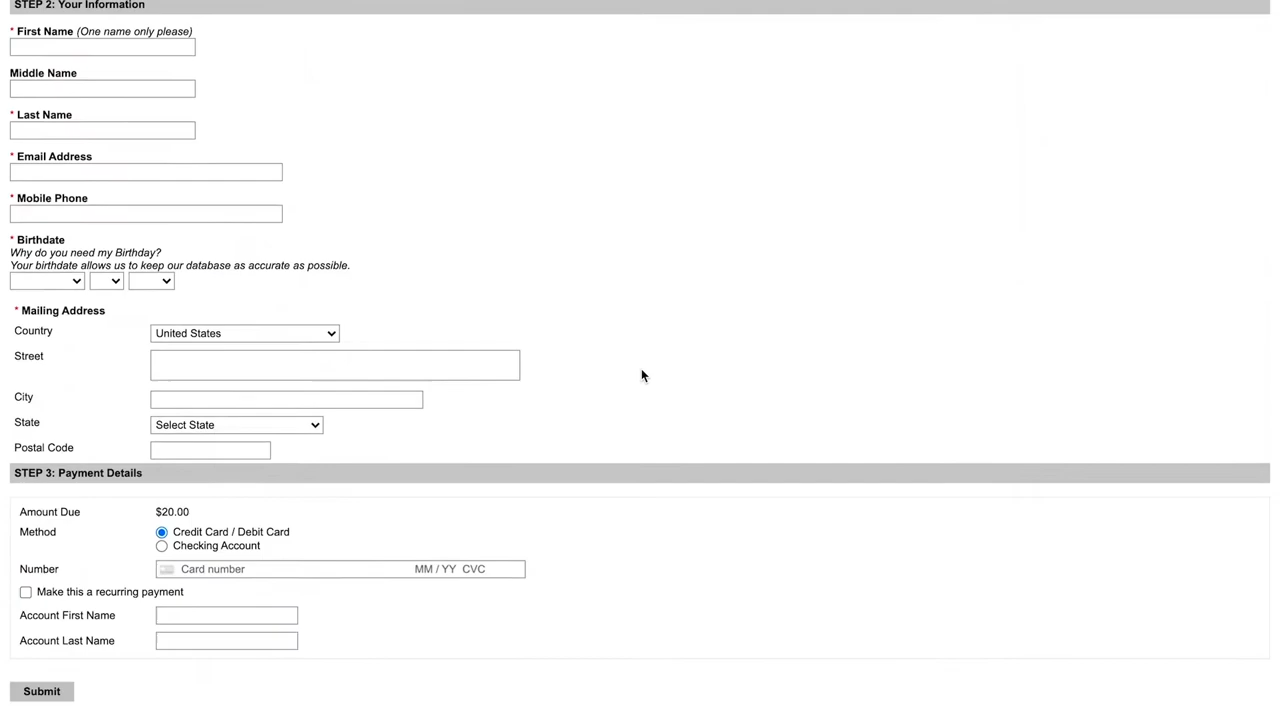 STEP 2: Your Information
* First Name (One name only please)
Middle Name
* Last Name
* Email Address
* Mobile Phone
* Birthdate
Why do you need my Birthday?
Your birthdate allows us to keep our database as accurate as possible.
* Mailing Address
Country United States
Street
City
State Select State
Postal Code
STEP 3: Payment Details
Amount Due $20.00
Method Credit Card / Debit Card
Checking Account
Number Card number MM / YY CVC
Make this a recurring payment
Account First Name
Account Last Name
Submit